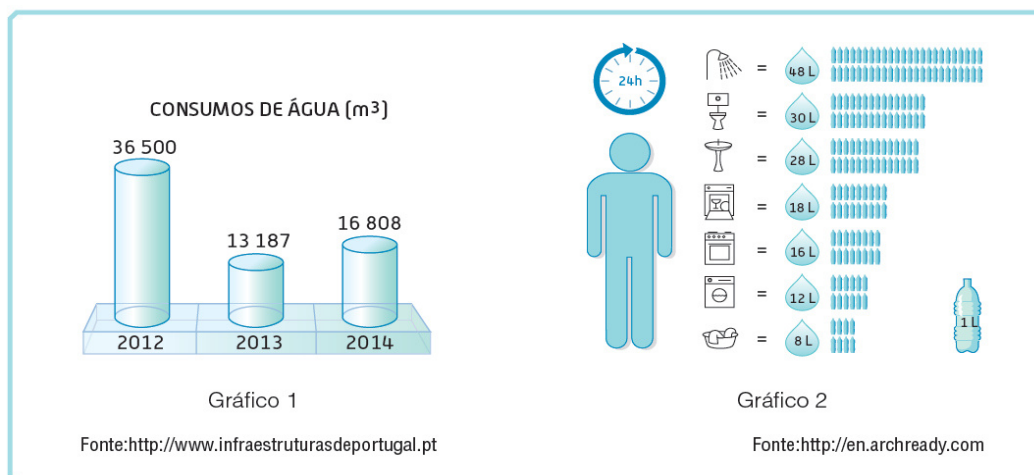 CONSUMOS DE ÁGUA (m³)
36 500
13 187
16 808
2012
2013
2014
Gráfico 1
Fonte:http://www.infraestruturasdeportugal.pt
24h
= 48 L
= 30 L
= 28 L
= 18 L
= 16 L
= 12 L
= 8 L
1 L
Gráfico 2
Fonte:http://en.archready.com